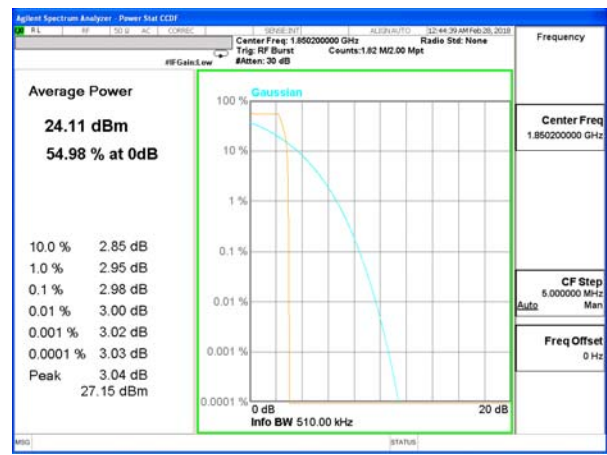 Agilent Spectrum Analyzer - Power Stat CCDF
RL RF 50 Ω AC CORREC SENSE:INT ALIGNAUTO 12:44:39 AM Feb 28, 2018
Center Freq: 1.850200000 GHz Radio Std: None
Trig: RF Burst Counts:1.82 M/2.00 Mpt
#IFGain:Low #Atten: 30 dB
Frequency
Average Power
24.11 dBm
54.98 % at 0dB
10.0 % 2.85 dB
1.0 % 2.95 dB
0.1 % 2.98 dB
0.01 % 3.00 dB
0.001 % 3.02 dB
0.0001 % 3.03 dB
Peak 3.04 dB
27.15 dBm
Gaussian
100 %
10 %
1 %
0.1 %
0.01 %
0.001 %
0.0001 %
0 dB 20 dB
Info BW 510.00 kHz
Center Freq
1.850200000 GHz
CF Step
5.000000 MHz
Auto Man
Freq Offset
0 Hz
MSG STATUS